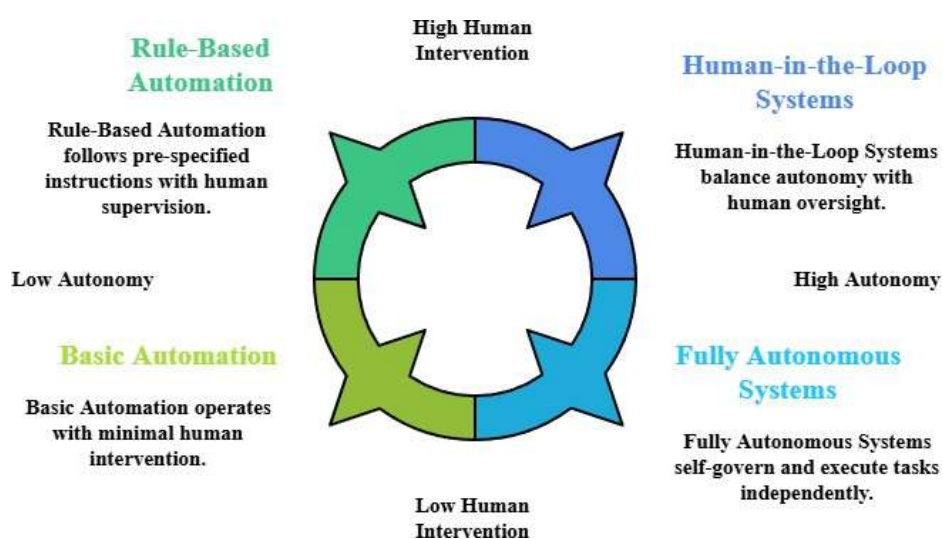 High Human
Intervention
Rule-Based
Automation
Rule-Based Automation
follows pre-specified
instructions with human
supervision.
Human-in-the-Loop
Systems
Human-in-the-Loop Systems
balance autonomy with
human oversight.
Low Autonomy
High Autonomy
Basic Automation
Basic Automation operates
with minimal human
intervention.
Fully Autonomous
Systems
Fully Autonomous Systems
self-govern and execute tasks
independently.
Low Human
Intervention